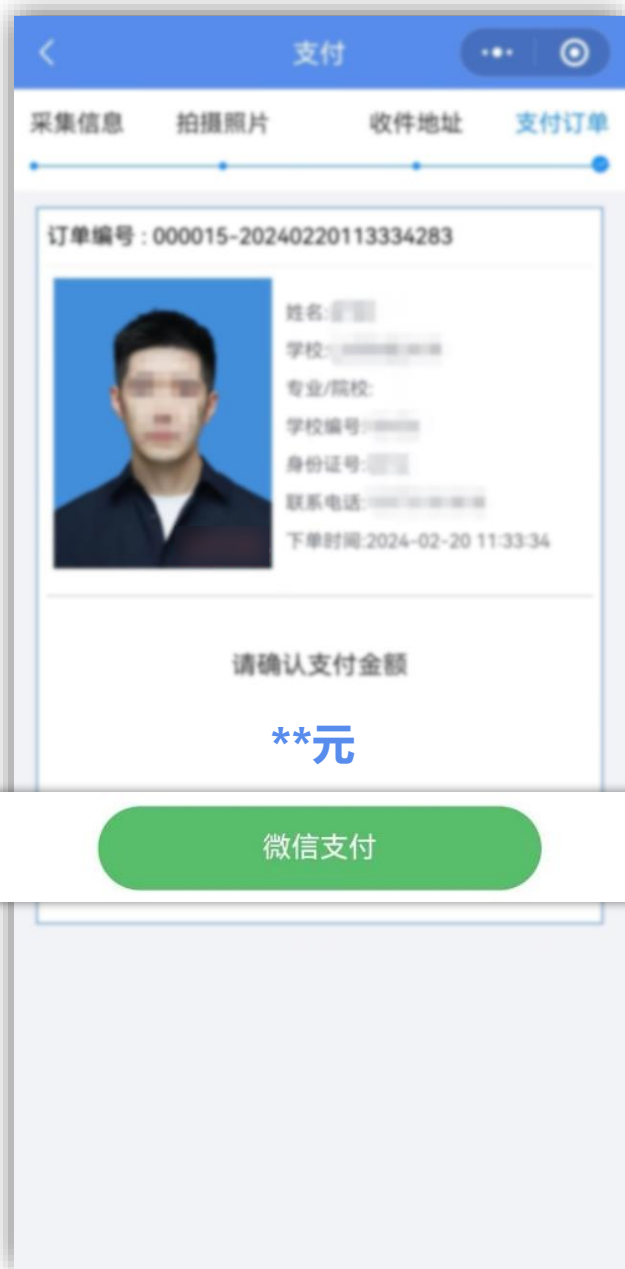 支付
采集信息 拍摄照片 收件地址 支付订单
订单编号 : 000015-20240220113334283
姓名:
学校:
专业/院校:
学校编号:
身份证号:
联系电话:
下单时间:2024-02-20 11:33:34
请确认支付金额
**元
微信支付